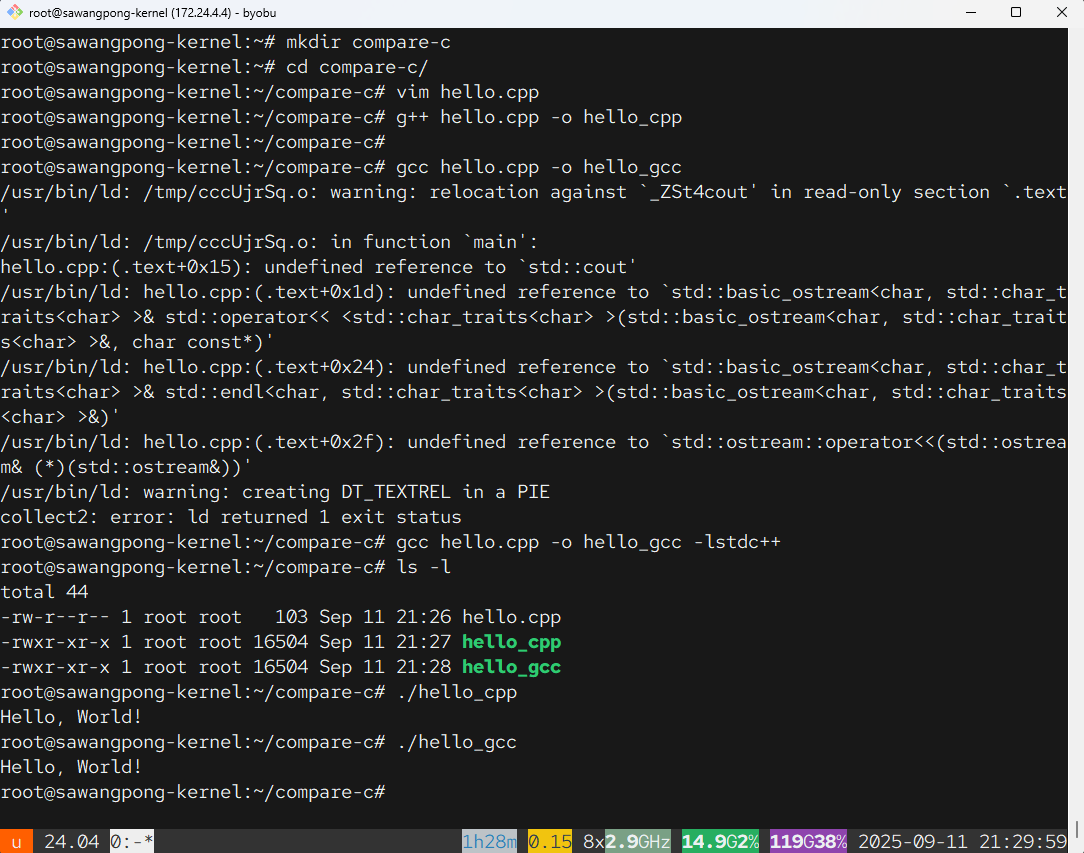 root@sawangpong-kernel (172.24.4.4) - byobu
root@sawangpong-kernel:~# mkdir compare-c
root@sawangpong-kernel:~# cd compare-c/
root@sawangpong-kernel:~/compare-c# vim hello.cpp
root@sawangpong-kernel:~/compare-c# g++ hello.cpp -o hello_cpp
root@sawangpong-kernel:~/compare-c#
root@sawangpong-kernel:~/compare-c# gcc hello.cpp -o hello_gcc
/usr/bin/ld: /tmp/cccUjrSq.o: warning: relocation against `_ZSt4cout' in read-only section `.text
'
/usr/bin/ld: /tmp/cccUjrSq.o: in function `main':
hello.cpp:(.text+0x15): undefined reference to `std::cout'
/usr/bin/ld: hello.cpp:(.text+0x1d): undefined reference to `std::basic_ostream<char, std::char_t
raits<char> >& std::operator<< <std::char_traits<char> >(std::basic_ostream<char, std::char_trait
s<char> >&, char const*)'
/usr/bin/ld: hello.cpp:(.text+0x24): undefined reference to `std::basic_ostream<char, std::char_t
raits<char> >& std::endl<char, std::char_traits<char> >(std::basic_ostream<char, std::char_traits
<char> >&)'
/usr/bin/ld: hello.cpp:(.text+0x2f): undefined reference to `std::ostream::operator<<(std::ostrea
m& (*)(std::ostream&))'
/usr/bin/ld: warning: creating DT_TEXTREL in a PIE
collect2: error: ld returned 1 exit status
root@sawangpong-kernel:~/compare-c# gcc hello.cpp -o hello_gcc -lstdc++
root@sawangpong-kernel:~/compare-c# ls -l
total 44
-rw-r--r-- 1 root root   103 Sep 11 21:26 hello.cpp
-rwxr-xr-x 1 root root 16504 Sep 11 21:27 hello_cpp
-rwxr-xr-x 1 root root 16504 Sep 11 21:28 hello_gcc
root@sawangpong-kernel:~/compare-c# ./hello_cpp
Hello, World!
root@sawangpong-kernel:~/compare-c# ./hello_gcc
Hello, World!
root@sawangpong-kernel:~/compare-c#
u 24.04 0:-* 1h28m 0.15 8x2.9GHz 14.9G2% 119G38% 2025-09-11 21:29:59